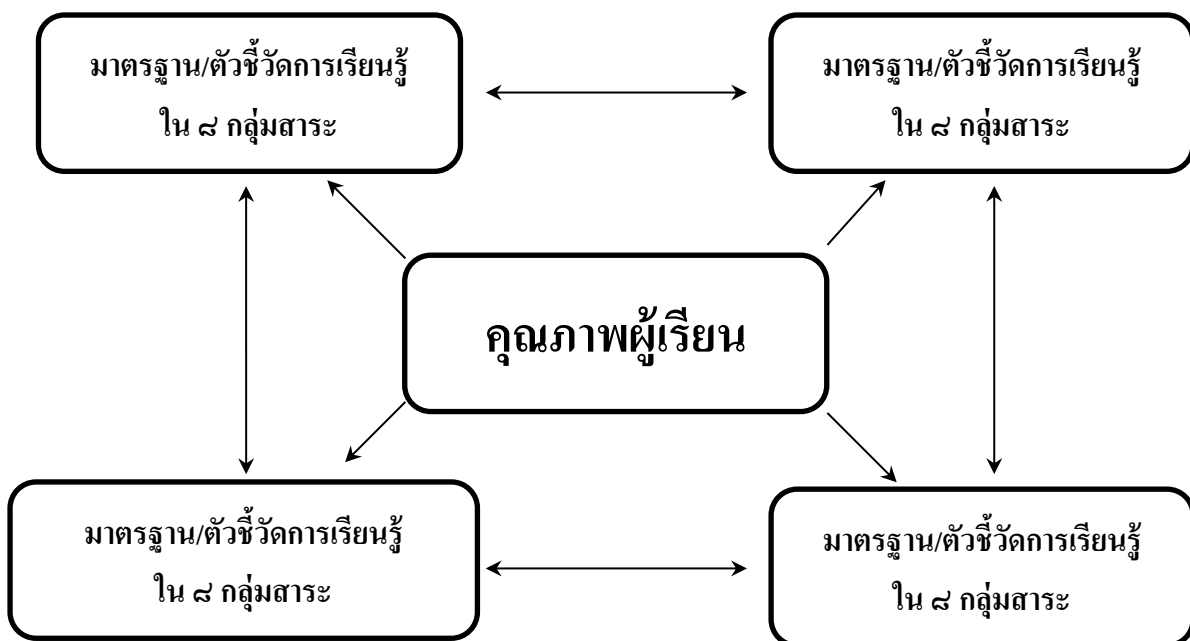 มาตรฐาน/ตัวชี้วัดการเรียนรู้
ใน ๘ กลุ่มสาระ
มาตรฐาน/ตัวชี้วัดการเรียนรู้
ใน ๘ กลุ่มสาระ
คุณภาพผู้เรียน
มาตรฐาน/ตัวชี้วัดการเรียนรู้
ใน ๘ กลุ่มสาระ
มาตรฐาน/ตัวชี้วัดการเรียนรู้
ใน ๘ กลุ่มสาระ